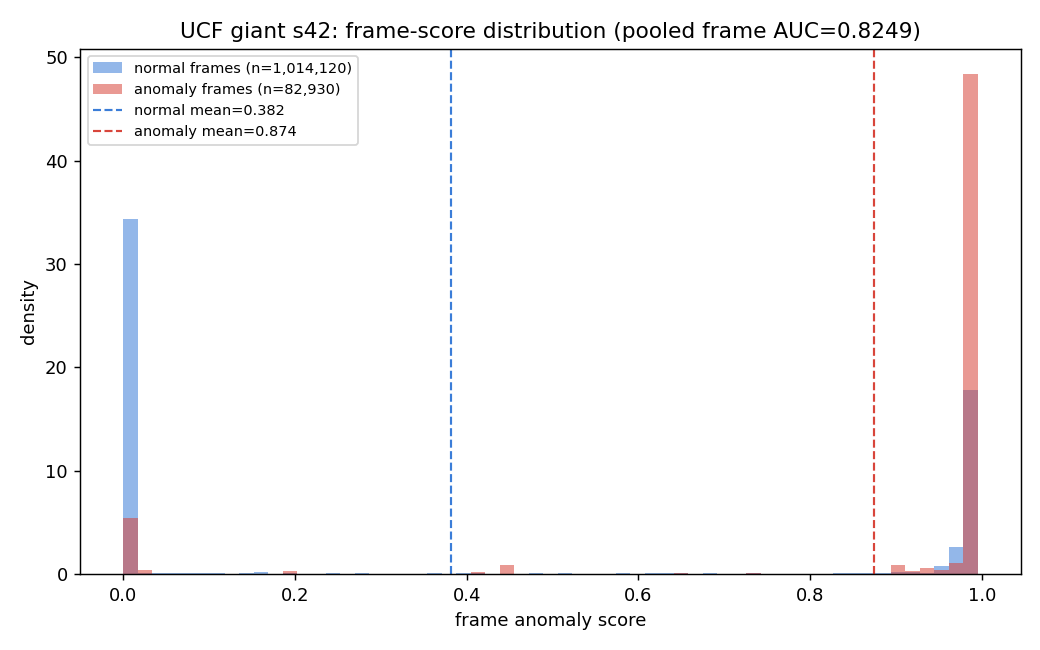 UCF giant s42: frame-score distribution (pooled frame AUC=0.8249)
normal frames (n=1,014,120)
anomaly frames (n=82,930)
normal mean=0.382
anomaly mean=0.874
density
50
40
30
20
10
0
0.0 0.2 0.4 0.6 0.8 1.0
frame anomaly score